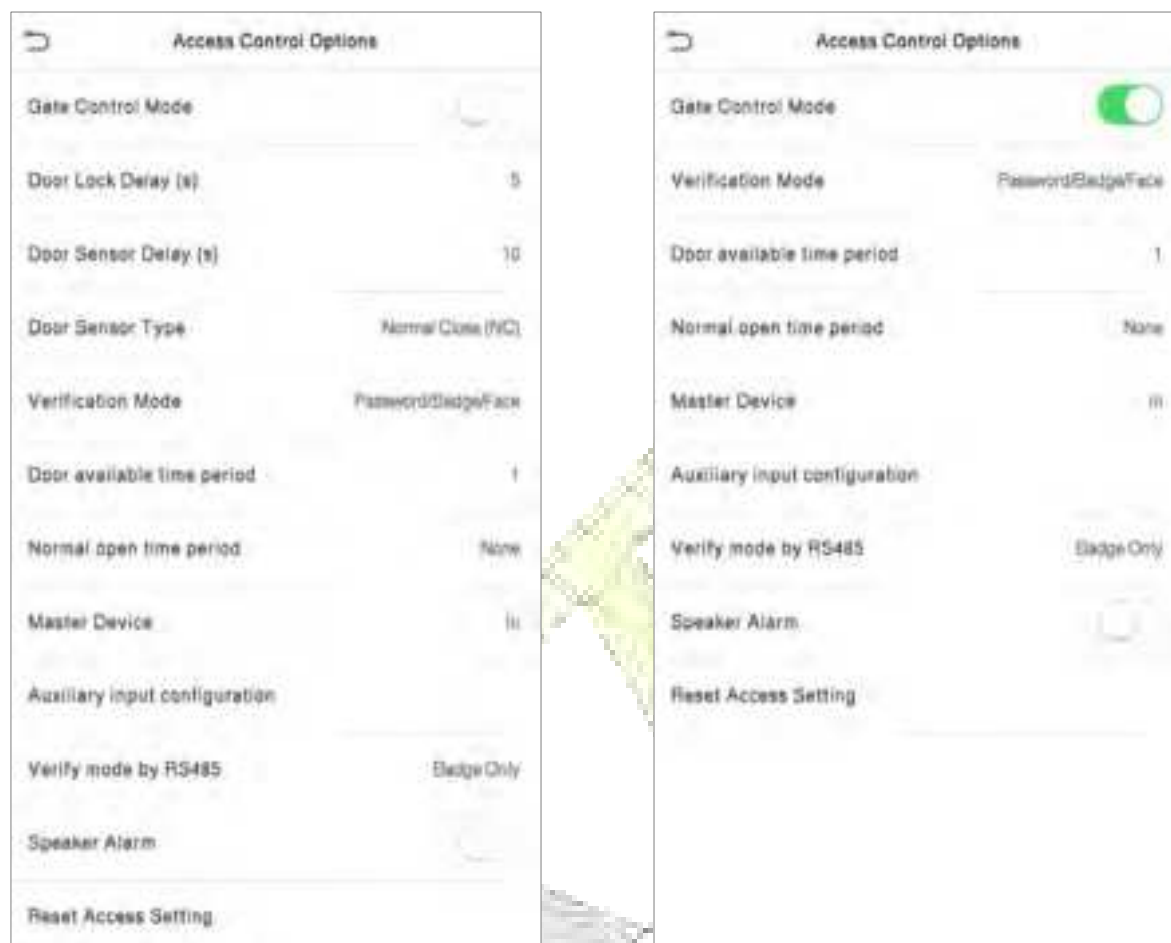 Access Control Options
Gate Control Mode
Door Lock Delay (s) 5
Door Sensor Delay (s) 10
Door Sensor Type Normal Close (NC)
Verification Mode Password/Badge/Face
Door available time period 1
Normal open time period None
Master Device In
Auxiliary input configuration
Verify mode by RS485 Badge Only
Speaker Alarm
Reset Access Setting
Access Control Options
Gate Control Mode
Verification Mode Password/Badge/Face
Door available time period 1
Normal open time period None
Master Device In
Auxiliary input configuration
Verify mode by RS485 Badge Only
Speaker Alarm
Reset Access Setting